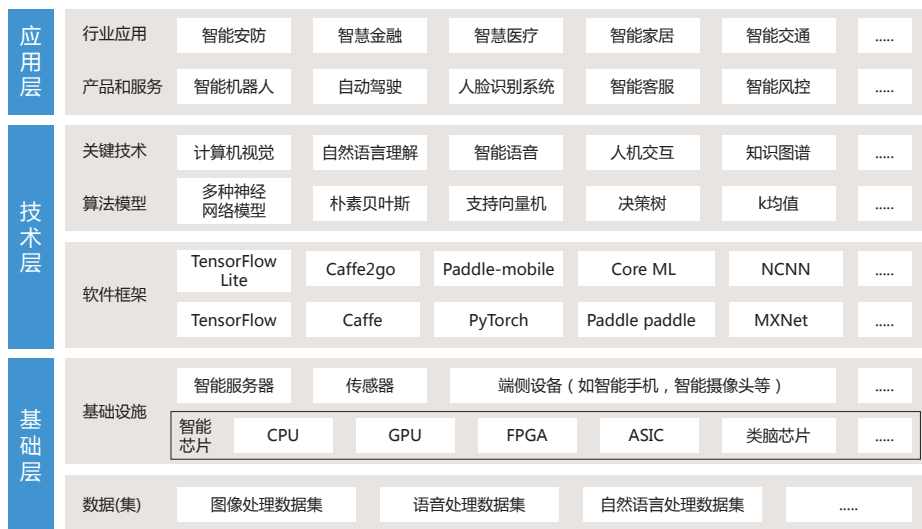 应用层
行业应用 智能安防 智慧金融 智慧医疗 智能家居 智能交通 .....
产品和服务 智能机器人 自动驾驶 人脸识别系统 智能客服 智能风控 .....
技术层
关键技术 计算机视觉 自然语言理解 智能语音 人机交互 知识图谱 .....
算法模型 多种神经
网络模型 朴素贝叶斯 支持向量机 决策树 k均值 .....
软件框架
TensorFlow
Lite Caffe2go Paddle-mobile Core ML NCNN .....
TensorFlow Caffe PyTorch Paddle paddle MXNet .....
基础层
基础设施
智能服务器 传感器 端侧设备（如智能手机，智能摄像头等） .....
智能
芯片 CPU GPU FPGA ASIC 类脑芯片 .....
数据(集) 图像处理数据集 语音处理数据集 自然语言处理数据集 .....